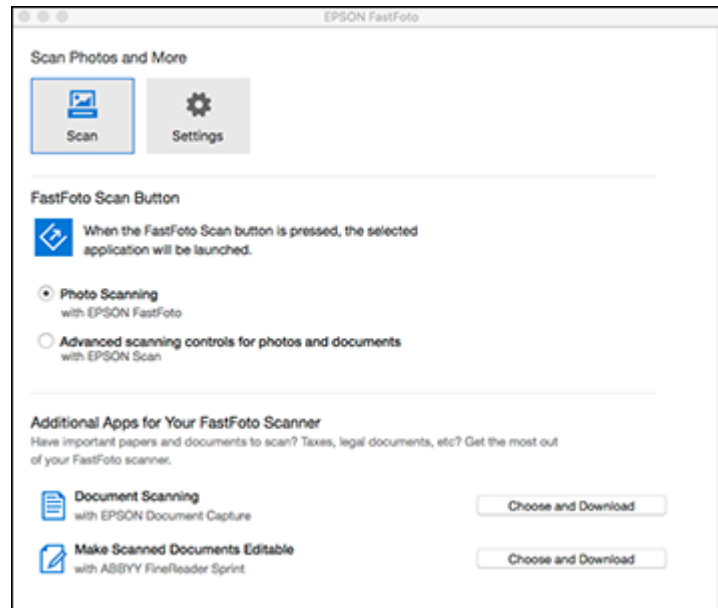 EPSON FastFoto
Scan Photos and More
Scan
Settings
FastFoto Scan Button
When the FastFoto Scan button is pressed, the selected
application will be launched.
Photo Scanning
with EPSON FastFoto
Advanced scanning controls for photos and documents
with EPSON Scan
Additional Apps for Your FastFoto Scanner
Have important papers and documents to scan? Taxes, legal documents, etc? Get the most out
of your FastFoto scanner.
Document Scanning
with EPSON Document Capture
Choose and Download
Make Scanned Documents Editable
with ABBYY FineReader Sprint
Choose and Download